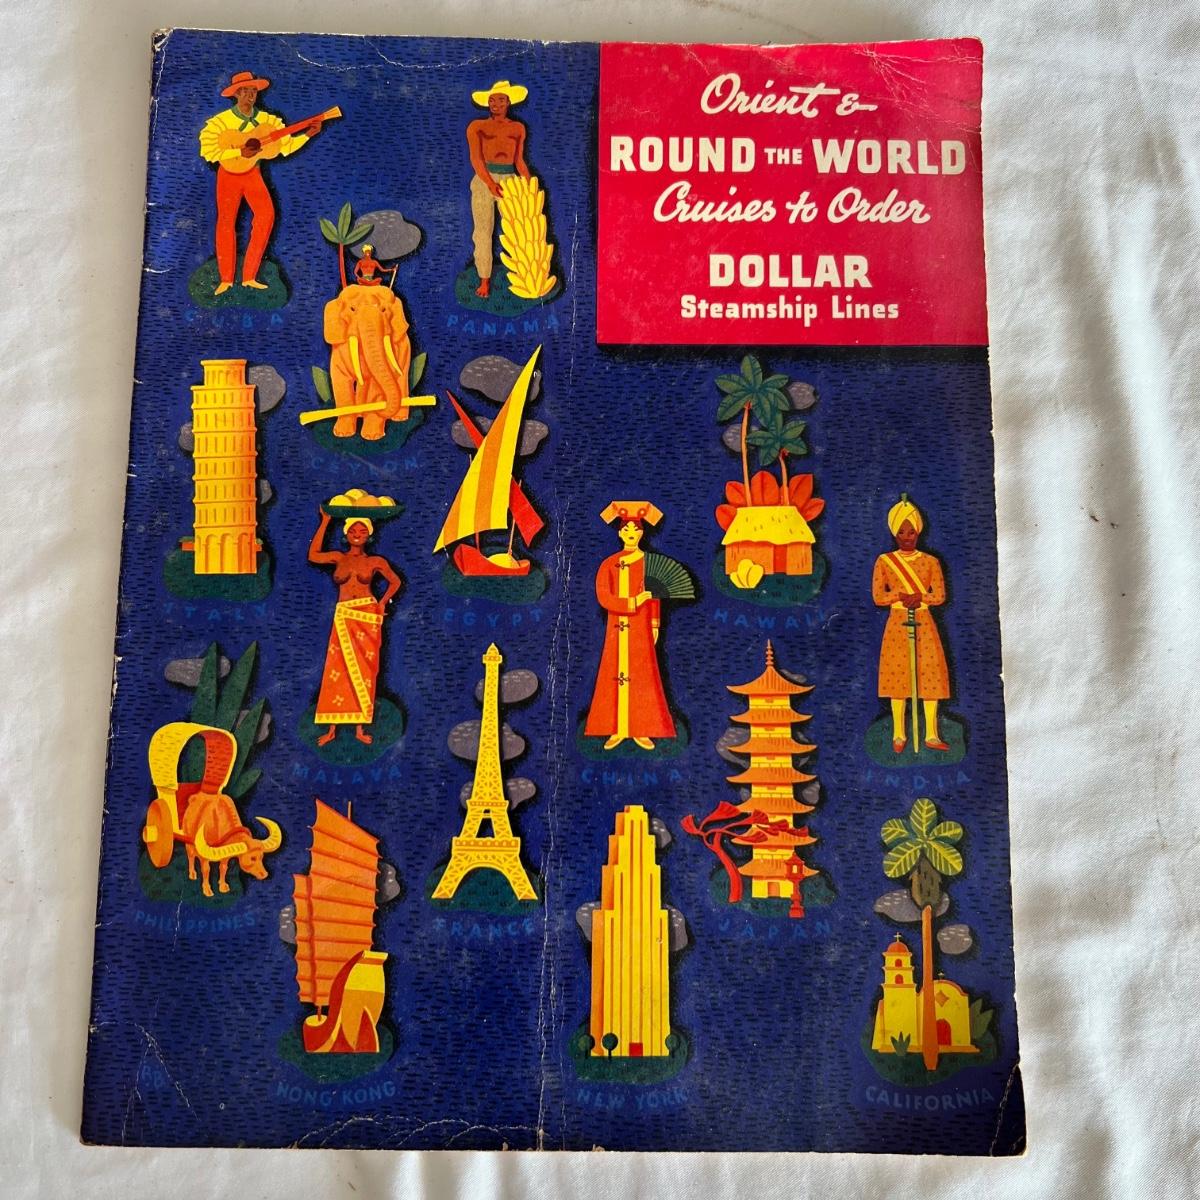 Orient &
ROUND THE WORLD
Cruises to Order
DOLLAR
Steamship Lines
CUBA
PANAMA
CEYLON
ITALY
EGYPT
HAWAII
MALAYA
CHINA
INDIA
PHILIPPINES
FRANCE
JAPAN
HONG KONG
NEW YORK
CALIFORNIA